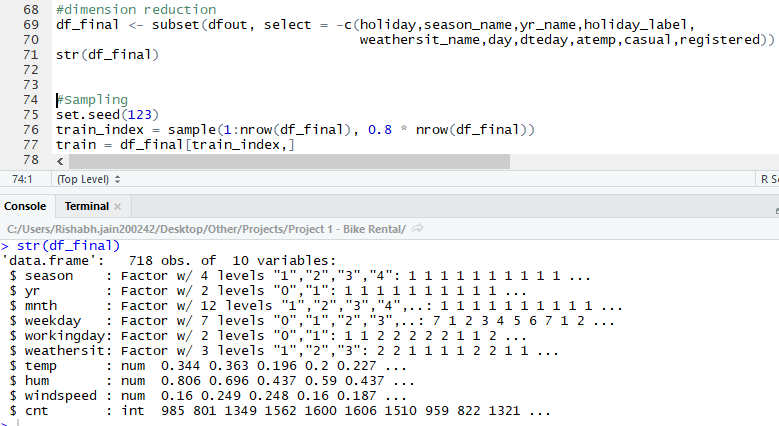 68 #dimension reduction
69 df_final <- subset(dfout, select = -c(holiday,season_name,yr_name,holiday_label,
70 weathersit_name,day,dteday,atemp,casual,registered))
71 str(df_final)
72
73
74 #Sampling
75 set.seed(123)
76 train_index = sample(1:nrow(df_final), 0.8 * nrow(df_final))
77 train = df_final[train_index,]
78
74:1 (Top Level) R S
Console Terminal
C:/Users/Rishabh.jain200242/Desktop/Other/Projects/Project 1 - Bike Rental/
> str(df_final)
'data.frame': 718 obs. of 10 variables:
$ season : Factor w/ 4 levels "1","2","3","4": 1 1 1 1 1 1 1 1 1 1 ...
$ yr : Factor w/ 2 levels "0","1": 1 1 1 1 1 1 1 1 1 1 ...
$ mnth : Factor w/ 12 levels "1","2","3","4",..: 1 1 1 1 1 1 1 1 1 1 ...
$ weekday : Factor w/ 7 levels "0","1","2","3",..: 7 1 2 3 4 5 6 7 1 2 ...
$ workingday: Factor w/ 2 levels "0","1": 1 1 2 2 2 2 2 1 1 2 ...
$ weathersit: Factor w/ 3 levels "1","2","3": 2 2 1 1 1 1 2 2 1 1 ...
$ temp : num 0.344 0.363 0.196 0.2 0.227 ...
$ hum : num 0.806 0.696 0.437 0.59 0.437 ...
$ windspeed : num 0.16 0.249 0.248 0.16 0.187 ...
$ cnt : int 985 801 1349 1562 1600 1606 1510 959 822 1321 ...
>